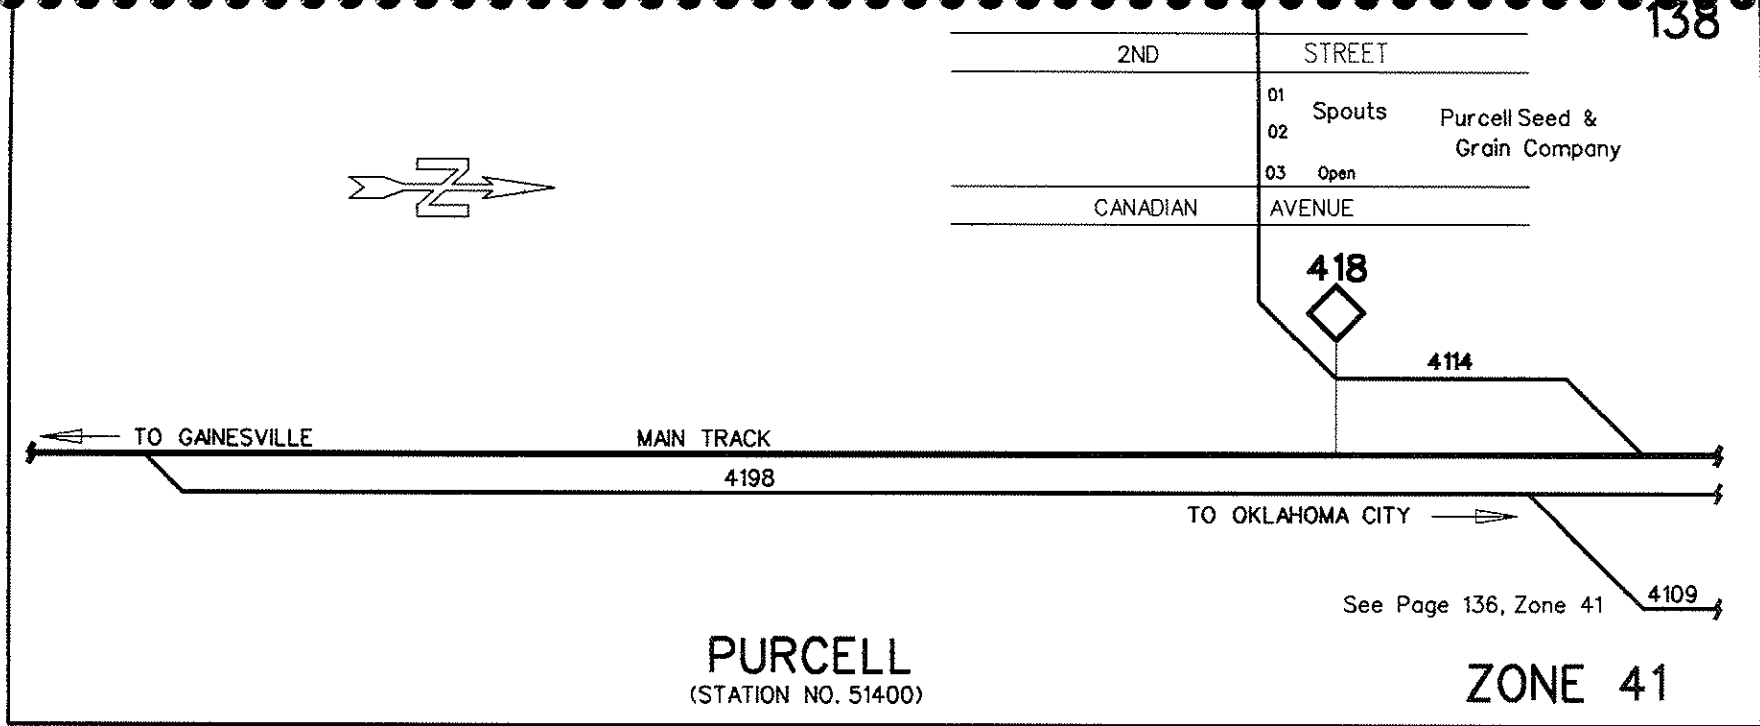 138
2ND STREET
01
Spouts
02
Purcell Seed &
Grain Company
03 Open
CANADIAN AVENUE
418
4114
TO GAINESVILLE
MAIN TRACK
4198
TO OKLAHOMA CITY
See Page 136, Zone 41
4109
PURCELL
(STATION NO. 51400)
ZONE 41